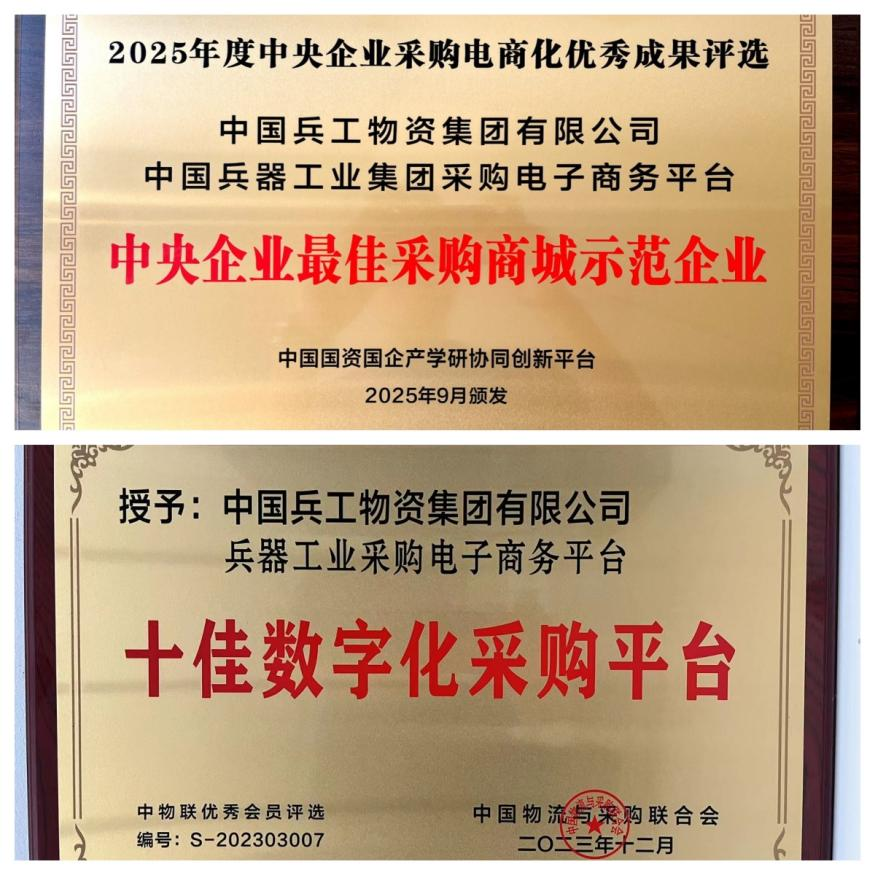 2025年度中央企业采购电商化优秀成果评选
中国兵工物资集团有限公司
中国兵器工业集团采购电子商务平台
中央企业最佳采购商城示范企业
中国国资国企产学研协同创新平台
2025年9月颁发
授予：中国兵工物资集团有限公司
兵器工业采购电子商务平台
十佳数字化采购平台
中物联优秀会员评选
编号：S-202303007
中国物流与采购联合会
二〇二三年十二月